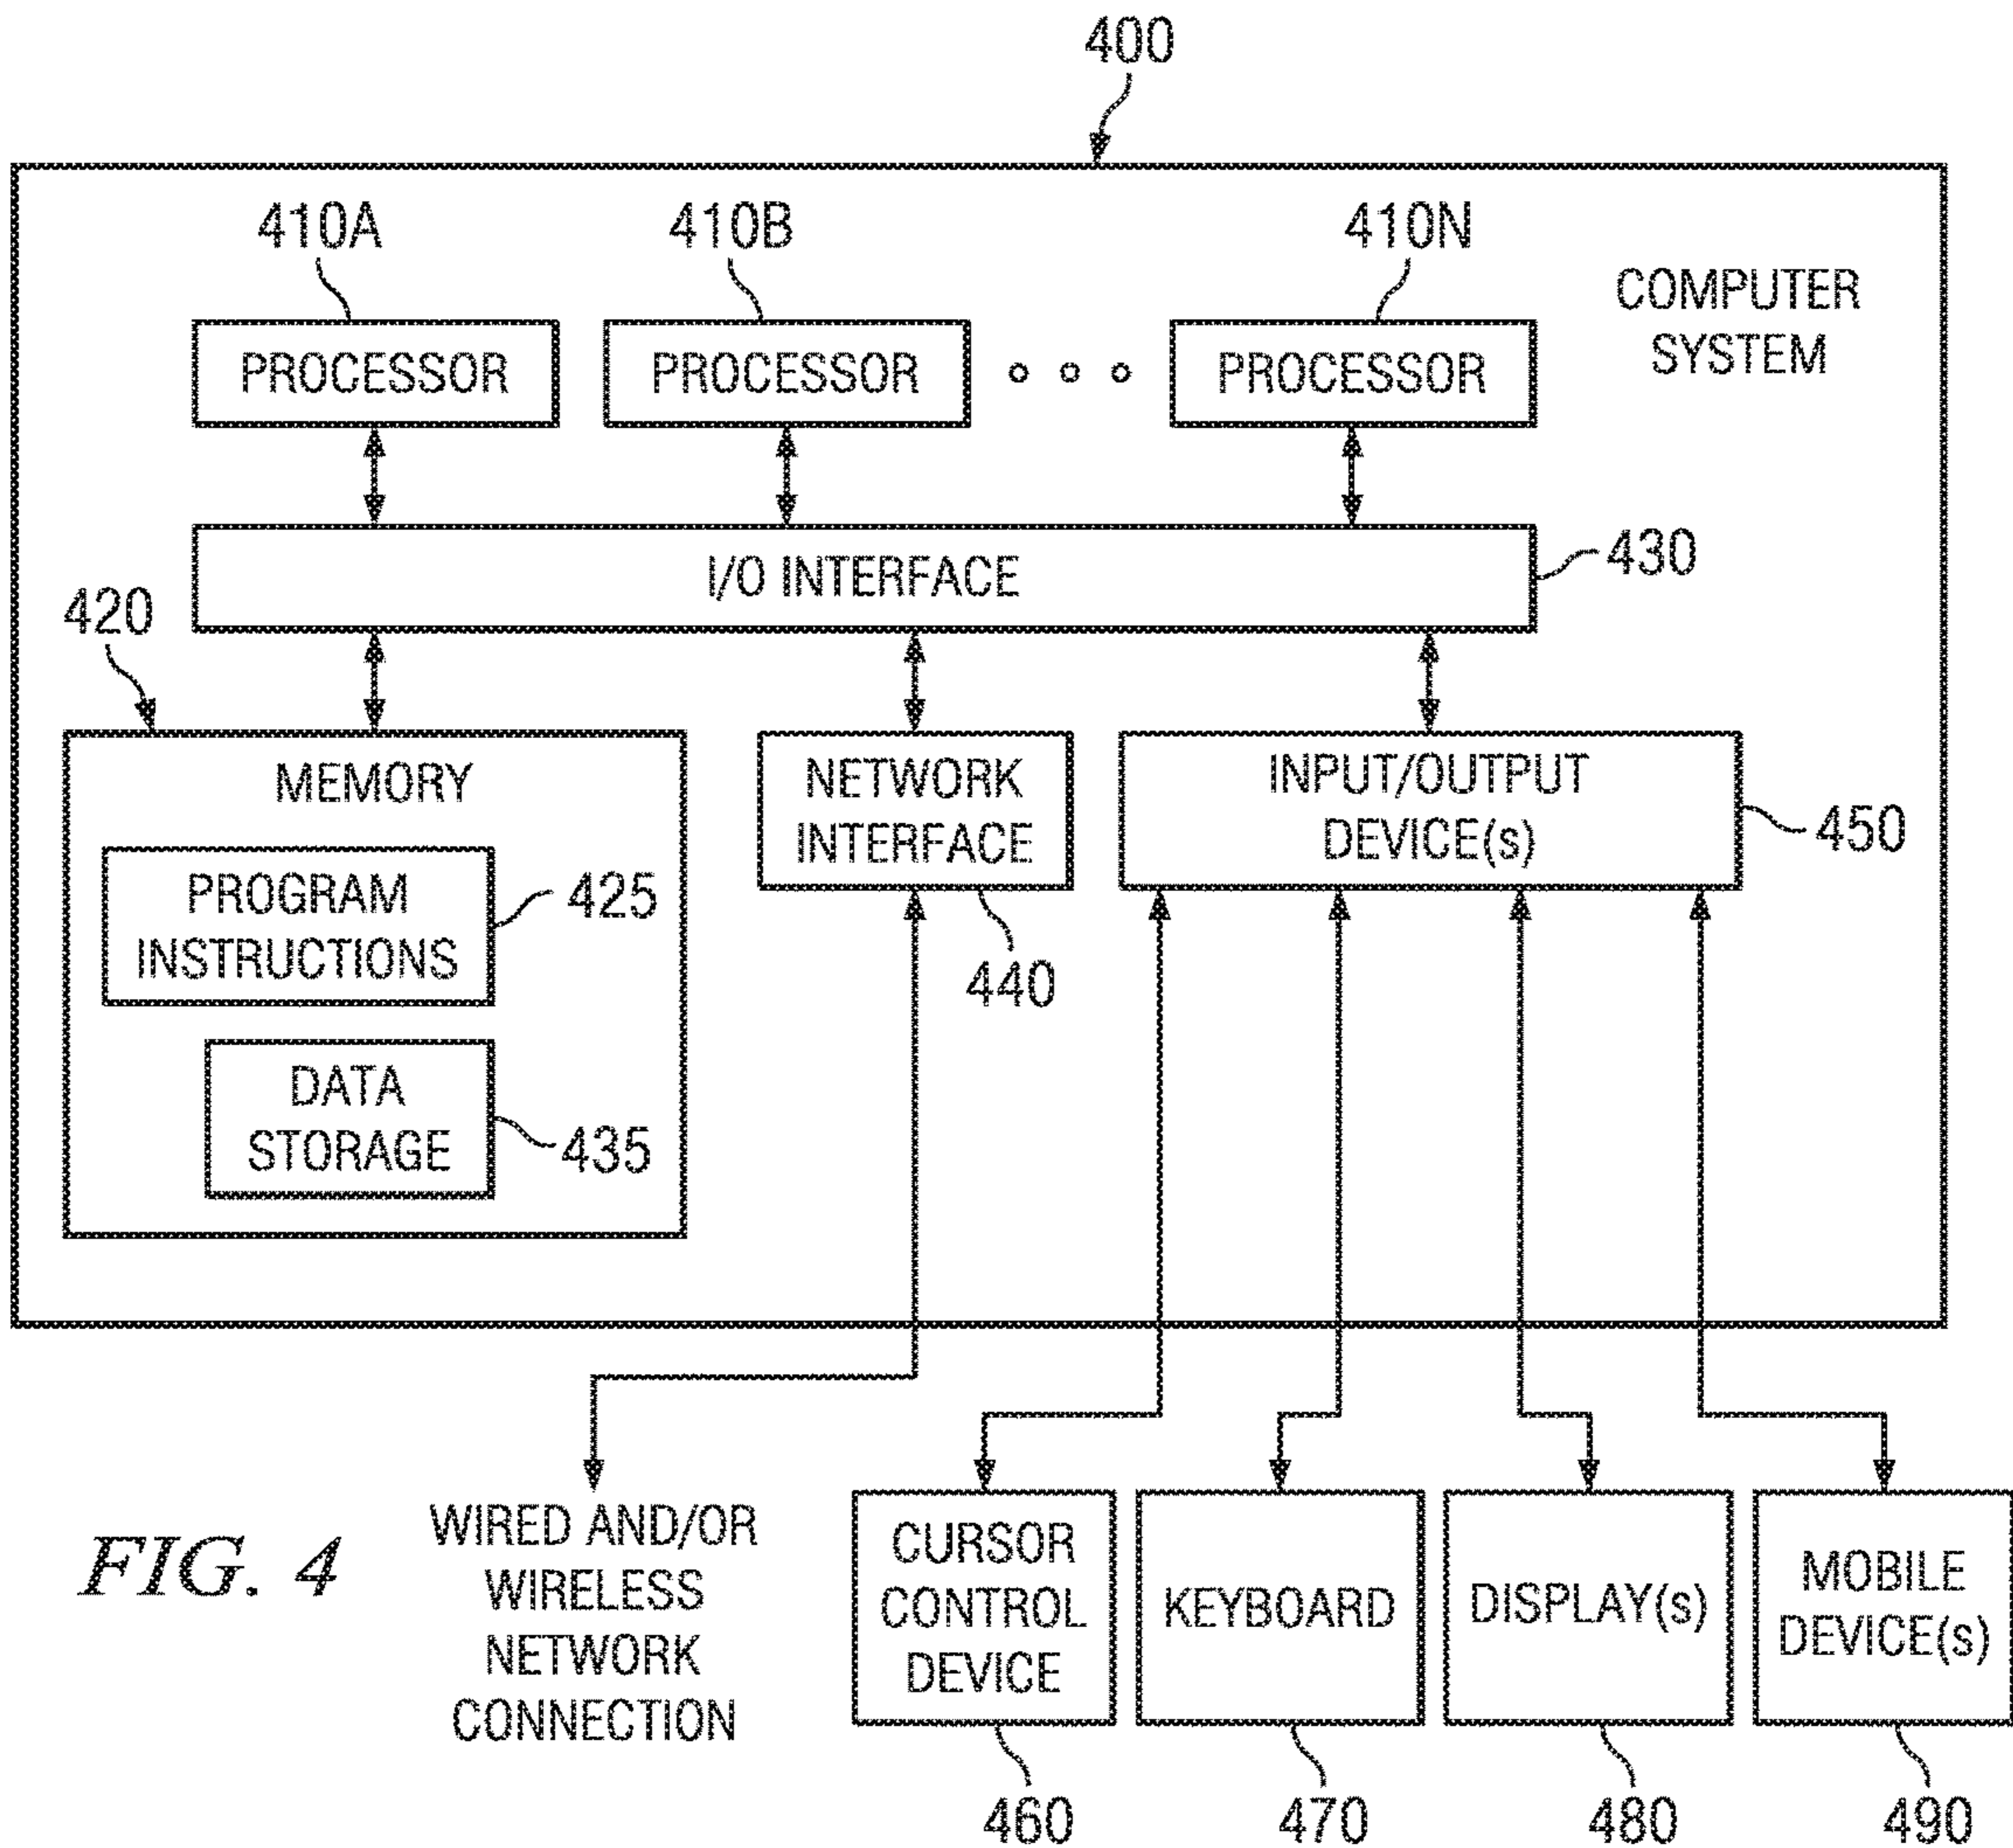 400
410A
410B
410N
COMPUTER
SYSTEM
PROCESSOR
PROCESSOR
PROCESSOR
I/O INTERFACE
430
420
MEMORY
PROGRAM
INSTRUCTIONS
425
DATA
STORAGE
435
NETWORK
INTERFACE
440
INPUT/OUTPUT
DEVICE(s)
450
FIG. 4
WIRED AND/OR
WIRELESS
NETWORK
CONNECTION
CURSOR
CONTROL
DEVICE
KEYBOARD
DISPLAY(s)
MOBILE
DEVICE(s)
460
470
480
490